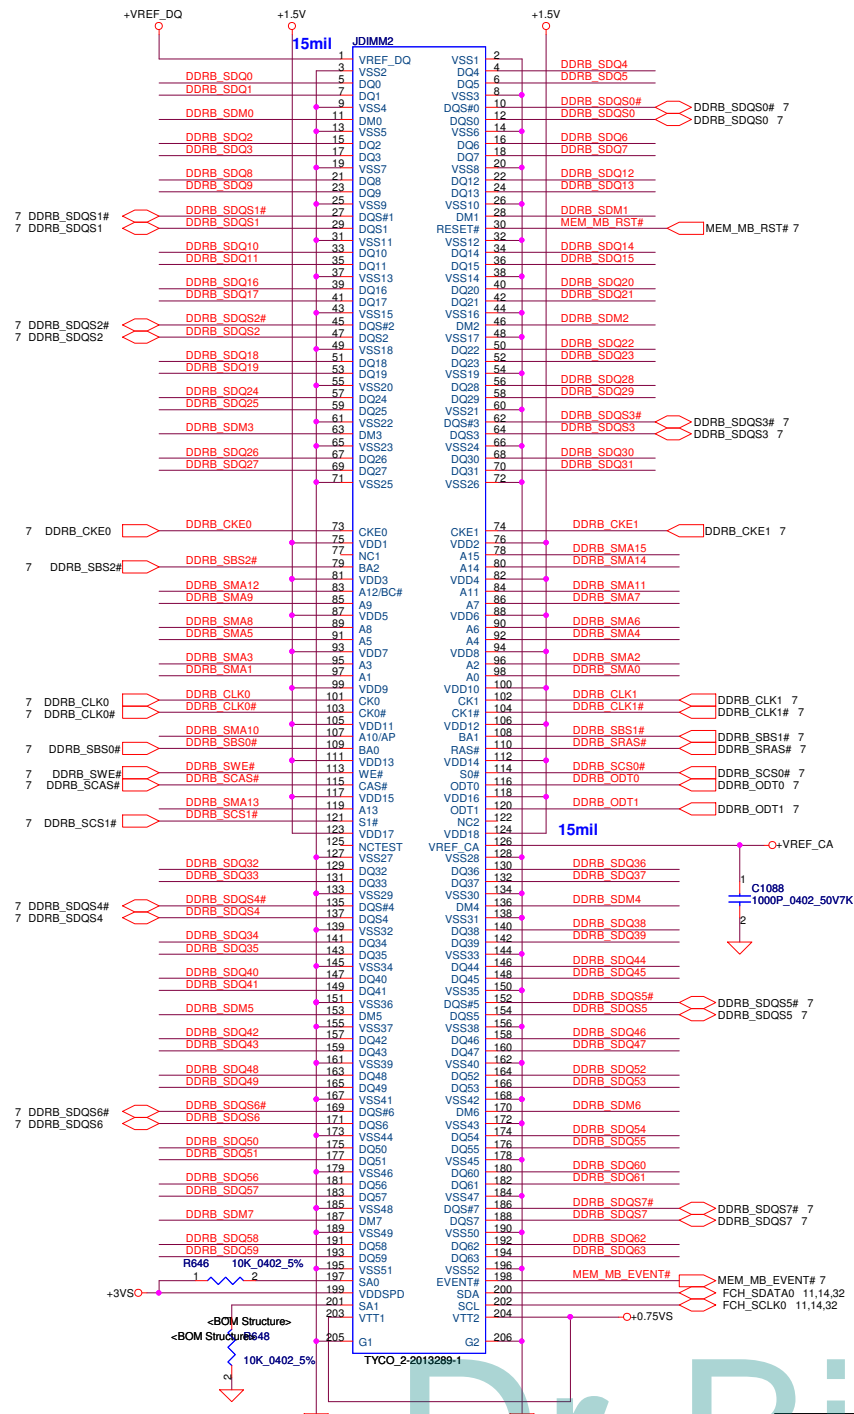 +VREF_DQ +1.5V +1.5V
15mil JDIMM2
1 VREF_DQ VSS1 2
3 VSS2 DQ4 4 DDRB_SDQ4
DDRB_SDQ0 5 DQ0 DQ5 6 DDRB_SDQ5
DDRB_SDQ1 7 DQ1 VSS3 8
9 VSS4 DQS#0 10 DDRB_SDQS0# DDRB_SDQS0# 7
DDRB_SDM0 11 DM0 DQS0 12 DDRB_SDQS0 DDRB_SDQS0 7
13 VSS5 VSS6 14
DDRB_SDQ2 15 DQ2 DQ6 16 DDRB_SDQ6
DDRB_SDQ3 17 DQ3 DQ7 18 DDRB_SDQ7
19 VSS7 VSS8 20
DDRB_SDQ8 21 DQ8 DQ12 22 DDRB_SDQ12
DDRB_SDQ9 23 DQ9 DQ13 24 DDRB_SDQ13
25 VSS9 VSS10 26
7 DDRB_SDQS1# DDRB_SDQS1# 27 DQS#1 DM1 28 DDRB_SDM1
7 DDRB_SDQS1 DDRB_SDQS1 29 DQS1 RESET# 30 MEM_MB_RST# MEM_MB_RST# 7
31 VSS11 VSS12 32
DDRB_SDQ10 33 DQ10 DQ14 34 DDRB_SDQ14
DDRB_SDQ11 35 DQ11 DQ15 36 DDRB_SDQ15
37 VSS13 VSS14 38
DDRB_SDQ16 39 DQ16 DQ20 40 DDRB_SDQ20
DDRB_SDQ17 41 DQ17 DQ21 42 DDRB_SDQ21
43 VSS15 VSS16 44
7 DDRB_SDQS2# DDRB_SDQS2# 45 DQS#2 DM2 46 DDRB_SDM2
7 DDRB_SDQS2 DDRB_SDQS2 47 DQS2 VSS17 48
49 VSS18 DQ22 50 DDRB_SDQ22
DDRB_SDQ18 51 DQ18 DQ23 52 DDRB_SDQ23
DDRB_SDQ19 53 DQ19 VSS19 54
55 VSS20 DQ28 56 DDRB_SDQ28
DDRB_SDQ24 57 DQ24 DQ29 58 DDRB_SDQ29
DDRB_SDQ25 59 DQ25 VSS21 60
61 VSS22 DQS#3 62 DDRB_SDQS3# DDRB_SDQS3# 7
DDRB_SDM3 63 DM3 DQS3 64 DDRB_SDQS3 DDRB_SDQS3 7
65 VSS23 VSS24 66
DDRB_SDQ26 67 DQ26 DQ30 68 DDRB_SDQ30
DDRB_SDQ27 69 DQ27 DQ31 70 DDRB_SDQ31
71 VSS25 VSS26 72
7 DDRB_CKE0 DDRB_CKE0 73 CKE0 CKE1 74 DDRB_CKE1 DDRB_CKE1 7
75 VDD1 VDD2 76
77 NC1 A15 78 DDRB_SMA15
7 DDRB_SBS2# DDRB_SBS2# 79 BA2 A14 80 DDRB_SMA14
81 VDD3 VDD4 82
DDRB_SMA12 83 A12/BC# A11 84 DDRB_SMA11
DDRB_SMA9 85 A9 A7 86 DDRB_SMA7
87 VDD5 VDD6 88
DDRB_SMA8 89 A8 A6 90 DDRB_SMA6
DDRB_SMA5 91 A5 A4 92 DDRB_SMA4
93 VDD7 VDD8 94
DDRB_SMA3 95 A3 A2 96 DDRB_SMA2
DDRB_SMA1 97 A1 A0 98 DDRB_SMA0
99 VDD9 VDD10 100
7 DDRB_CLK0 DDRB_CLK0 101 CK0 CK1 102 DDRB_CLK1 DDRB_CLK1 7
7 DDRB_CLK0# DDRB_CLK0# 103 CK0# CK1# 104 DDRB_CLK1# DDRB_CLK1# 7
105 VDD11 VDD12 106
DDRB_SMA10 107 A10/AP BA1 108 DDRB_SBS1# DDRB_SBS1# 7
7 DDRB_SBS0# DDRB_SBS0# 109 BA0 RAS# 110 DDRB_SRAS# DDRB_SRAS# 7
111 VDD13 VDD14 112
7 DDRB_SWE# DDRB_SWE# 113 WE# S0# 114 DDRB_SCS0# DDRB_SCS0# 7
7 DDRB_SCAS# DDRB_SCAS# 115 CAS# ODT0 116 DDRB_ODT0 DDRB_ODT0 7
117 VDD15 VDD16 118
DDRB_SMA13 119 A13 ODT1 120 DDRB_ODT1 DDRB_ODT1 7
7 DDRB_SCS1# DDRB_SCS1# 121 S1# NC2 122
123 VDD17 VDD18 124 15mil
125 NCTEST VREF_CA 126 +VREF_CA
127 VSS27 VSS28 128
DDRB_SDQ32 129 DQ32 DQ36 130 DDRB_SDQ36
DDRB_SDQ33 131 DQ33 DQ37 132 DDRB_SDQ37 1
133 VSS29 VSS30 134 C1088
7 DDRB_SDQS4# DDRB_SDQS4# 135 DQS#4 DM4 136 DDRB_SDM4 1000P_0402_50V7K
7 DDRB_SDQS4 DDRB_SDQS4 137 DQS4 VSS31 138 2
139 VSS32 DQ38 140 DDRB_SDQ38
DDRB_SDQ34 141 DQ34 DQ39 142 DDRB_SDQ39
DDRB_SDQ35 143 DQ35 VSS33 144
145 VSS34 DQ44 146 DDRB_SDQ44
DDRB_SDQ40 147 DQ40 DQ45 148 DDRB_SDQ45
DDRB_SDQ41 149 DQ41 VSS35 150
151 VSS36 DQS#5 152 DDRB_SDQS5# DDRB_SDQS5# 7
DDRB_SDM5 153 DM5 DQS5 154 DDRB_SDQS5 DDRB_SDQS5 7
155 VSS37 VSS38 156
DDRB_SDQ42 157 DQ42 DQ46 158 DDRB_SDQ46
DDRB_SDQ43 159 DQ43 DQ47 160 DDRB_SDQ47
161 VSS39 VSS40 162
DDRB_SDQ48 163 DQ48 DQ52 164 DDRB_SDQ52
DDRB_SDQ49 165 DQ49 DQ53 166 DDRB_SDQ53
167 VSS41 VSS42 168
7 DDRB_SDQS6# DDRB_SDQS6# 169 DQS#6 DM6 170 DDRB_SDM6
7 DDRB_SDQS6 DDRB_SDQS6 171 DQS6 VSS43 172
173 VSS44 DQ54 174 DDRB_SDQ54
DDRB_SDQ50 175 DQ50 DQ55 176 DDRB_SDQ55
DDRB_SDQ51 177 DQ51 VSS45 178
179 VSS46 DQ60 180 DDRB_SDQ60
DDRB_SDQ56 181 DQ56 DQ61 182 DDRB_SDQ61
DDRB_SDQ57 183 DQ57 VSS47 184
185 VSS48 DQS#7 186 DDRB_SDQS7# DDRB_SDQS7# 7
DDRB_SDM7 187 DM7 DQS7 188 DDRB_SDQS7 DDRB_SDQS7 7
189 VSS49 VSS50 190
DDRB_SDQ58 191 DQ58 DQ62 192 DDRB_SDQ62
DDRB_SDQ59 193 DQ59 DQ63 194 DDRB_SDQ63
R646 10K_0402_5% 195 VSS51 VSS52 196
1 2 197 SA0 EVENT# 198 MEM_MB_EVENT# MEM_MB_EVENT# 7
+3VS 199 VDDSPD SDA 200 FCH_SDATA0 11,14,32
201 SA1 SCL 202 FCH_SCLK0 11,14,32
<BOM Structure> 203 VTT1 VTT2 204 +0.75VS
<BOM Structure> R648 205 G1 G2 206
10K_0402_5% TYCO_2-2013289-1
2
Dr Bi